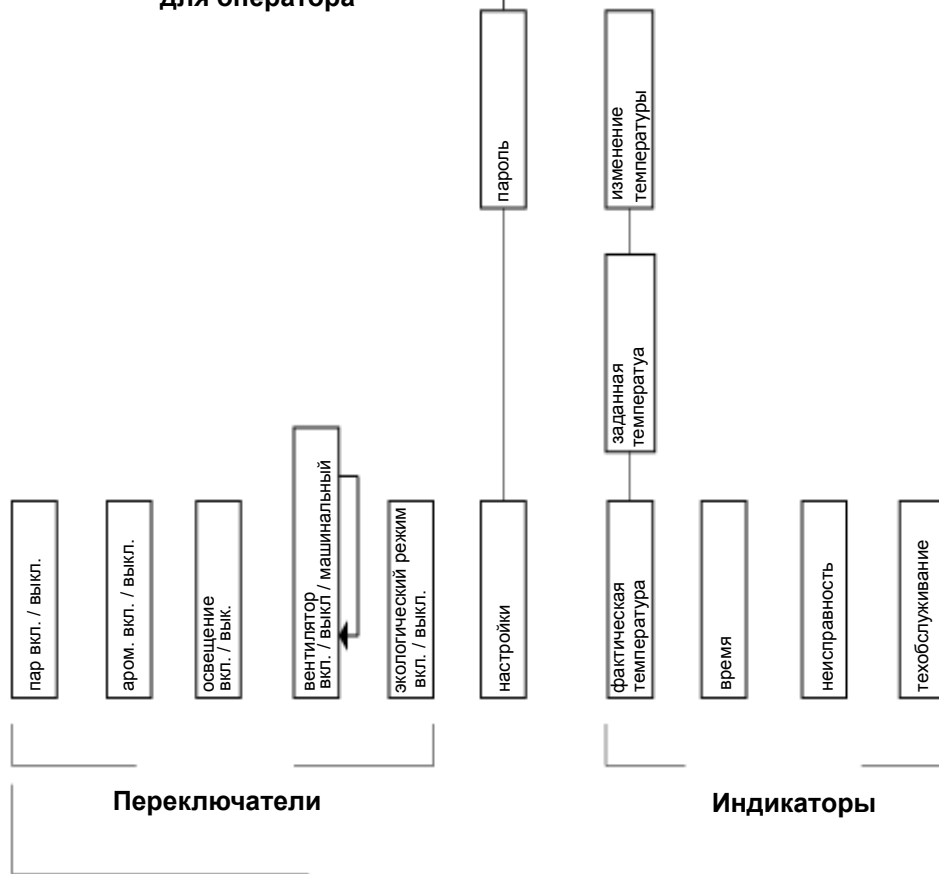 для оператора
пароль
изменение
температуры
заданная
температуа
пар вкл. / выкл.
аром. вкл. / выкл.
освещение
вкл. / вык.
вентилятор
вкл. / выкл / машинальный
экологический режим
вкл. / выкл.
настройки
фактическая
температура
время
неисправность
техобслуживание
Переключатели
Индикаторы